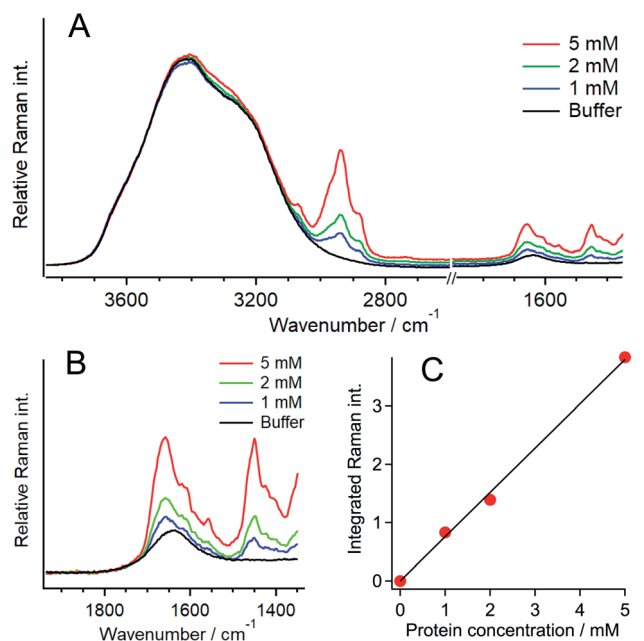 A
Relative Raman int.
5 mM
2 mM
1 mM
Buffer
3600 3200 2800 1600
Wavenumber / cm-1
B
Relative Raman int.
5 mM
2 mM
1 mM
Buffer
1800 1600 1400
Wavenumber / cm-1
C
Integrated Raman int.
3
2
1
0
0 1 2 3 4 5
Protein concentration / mM